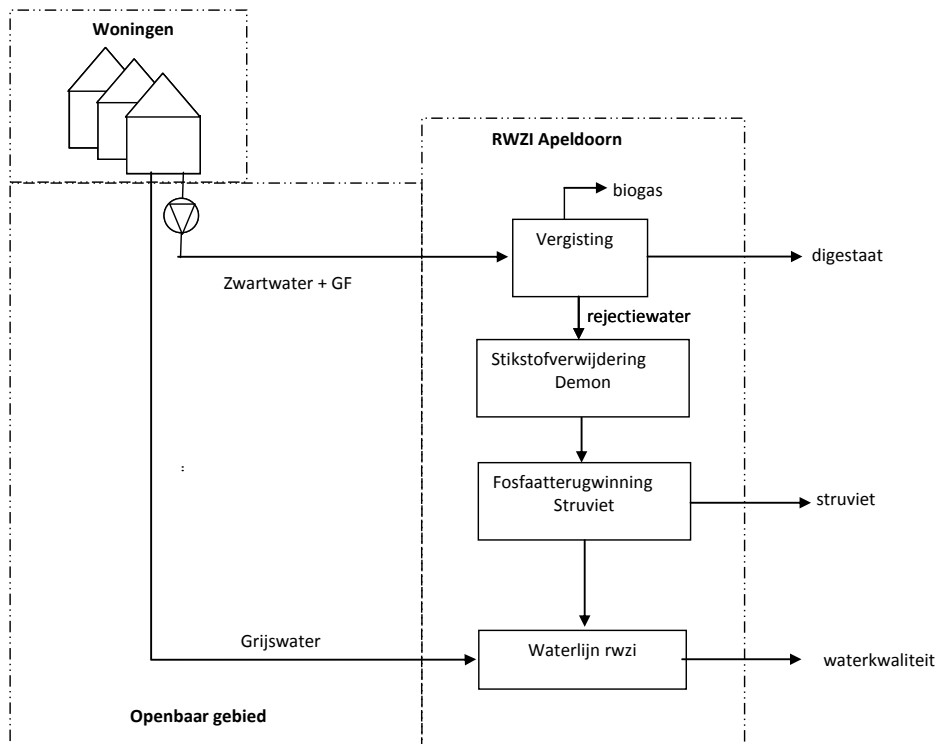 Woningen
RWZI Apeldoorn
biogas
Vergisting
digestaat
Zwartwater + GF
rejectiewater
Stikstofverwijdering
Demon
:
Fosfaatterugwinning
Struviet
struviet
Grijswater
Waterlijn rwzi
waterkwaliteit
Openbaar gebied